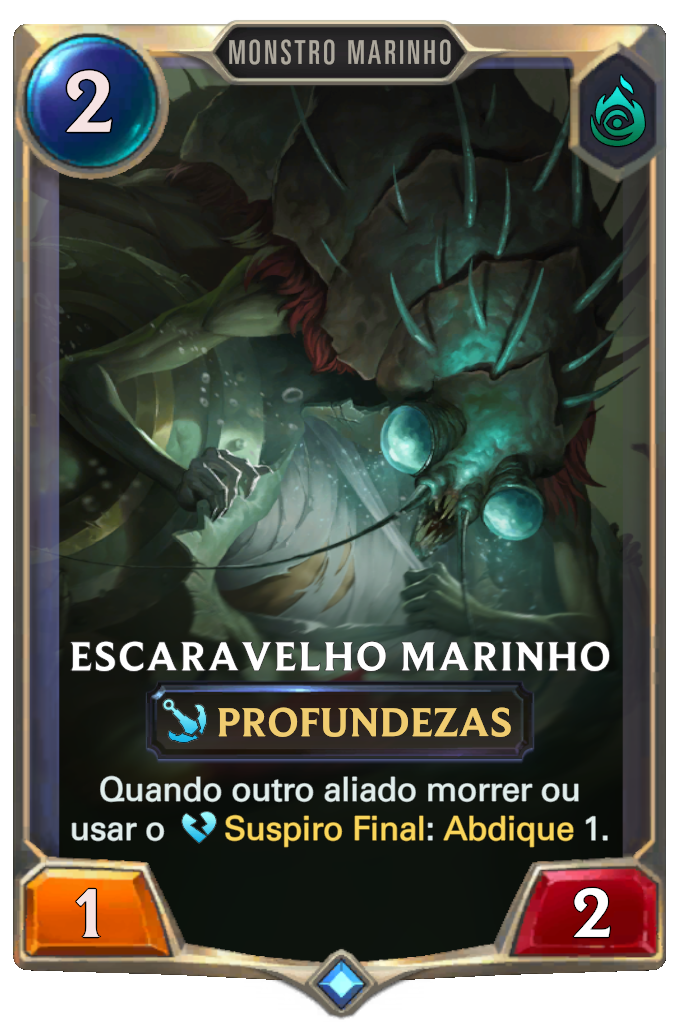 MONSTRO MARINHO
2
ESCARAVELHO MARINHO
PROFUNDEZAS
Quando outro aliado morrer ou
usar o Suspiro Final: Abdique 1.
1
2